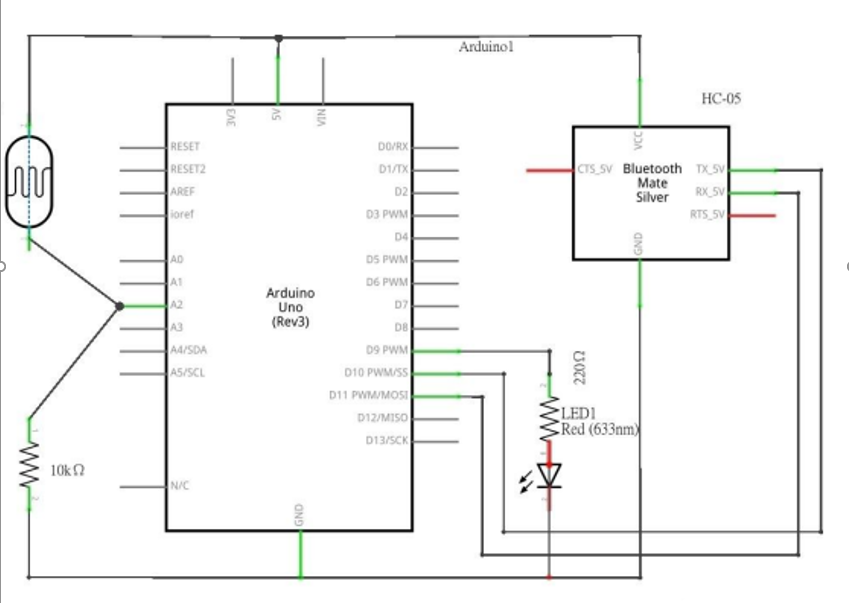 Arduino1
HC-05
3V3
5V
VIN
VCC
RESET
RESET2
AREF
ioref
A0
A1
A2
A3
A4/SDA
A5/SCL
N/C
Arduino
Uno
(Rev3)
D0/RX
D1/TX
D2
D3 PWM
D4
D5 PWM
D6 PWM
D7
D8
D9 PWM
D10 PWM/SS
D11 PWM/MOSI
D12/MISO
D13/SCK
GND
CTS_5V
Bluetooth
Mate
Silver
TX_5V
RX_5V
RTS_5V
GND
220Ω
LED1
Red (633nm)
10kΩ